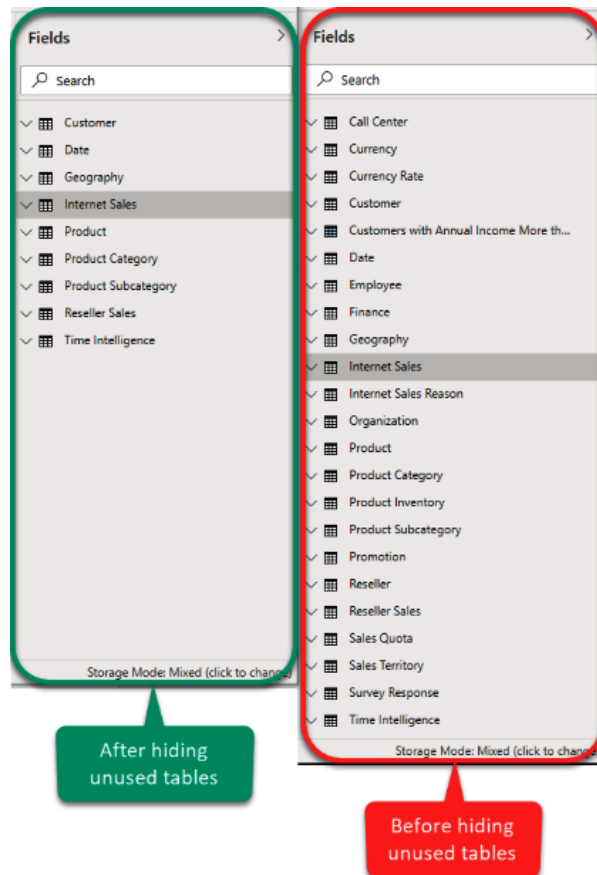 Fields
Search
Customer
Date
Geography
Internet Sales
Product
Product Category
Product Subcategory
Reseller Sales
Time Intelligence
Storage Mode: Mixed (click to change)
After hiding
unused tables
Fields
Search
Call Center
Currency
Currency Rate
Customer
Customers with Annual Income More th...
Date
Employee
Finance
Geography
Internet Sales
Internet Sales Reason
Organization
Product
Product Category
Product Inventory
Product Subcategory
Promotion
Reseller
Reseller Sales
Sales Quota
Sales Territory
Survey Response
Time Intelligence
Storage Mode: Mixed (click to change
Before hiding
unused tables